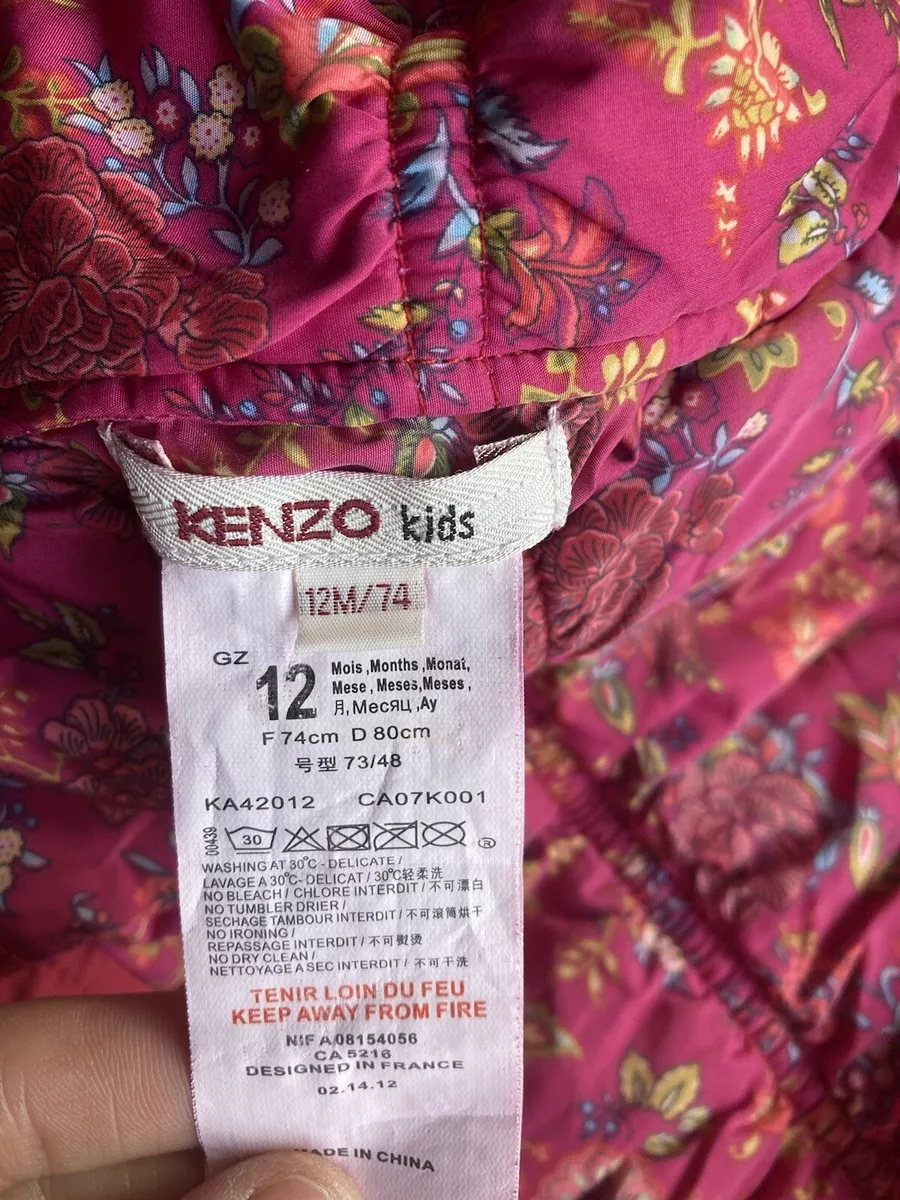 KENZO kids
12M/74
GZ
12
Mois ,Months ,Monat,
Mese , Meses,Meses ,
月, Месяц ,Ay
F 74cm D 80cm
号型 73/48
KA42012 CA07K001
00439
30
®
WASHING AT 30°C - DELICATE /
LAVAGE A 30°C- DELICAT / 30°C轻柔洗
NO BLEACH / CHLORE INTERDIT / 不可漂白
NO TUMBLER DRIER /
SECHAGE TAMBOUR INTERDIT / 不可滚筒烘干
NO IRONING /
REPASSAGE INTERDIT / 不可熨烫
NO DRY CLEAN /
NETTOYAGE A SEC INTERDIT / 不可干洗
TENIR LOIN DU FEU
KEEP AWAY FROM FIRE
NIF A 08154056
CA 5216
DESIGNED IN FRANCE
02.14.12
MADE IN CHINA